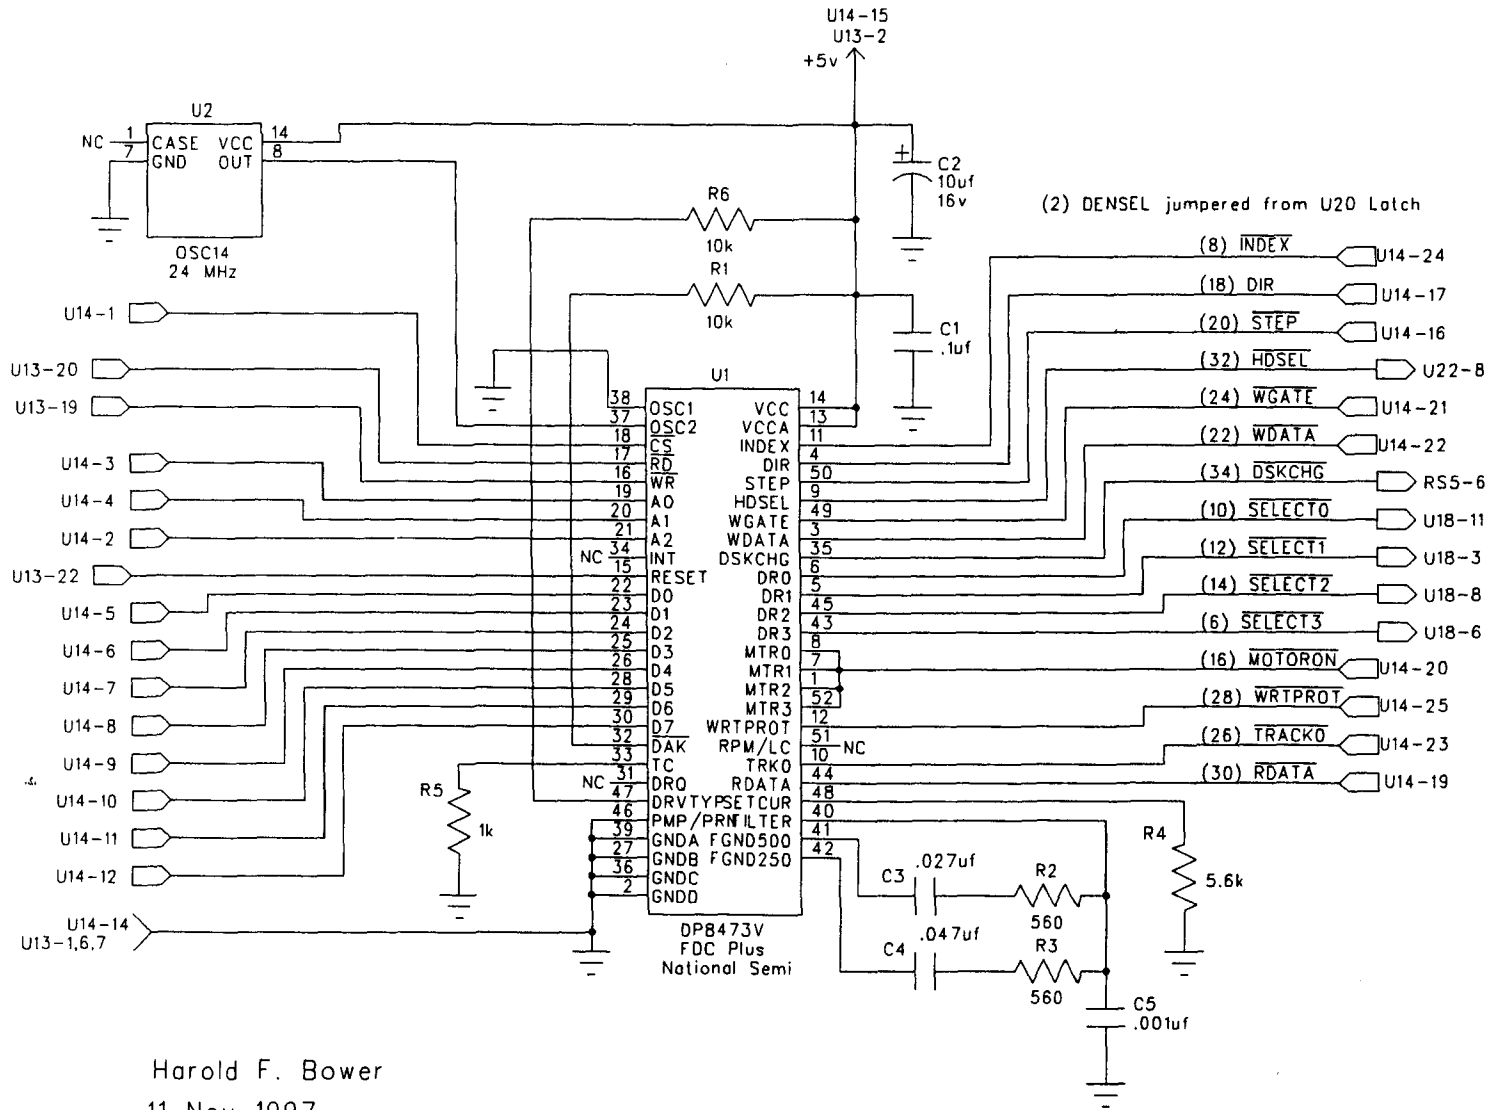 U14-15
U13-2
+5v
U2
NC 1 CASE VCC 14
7 GND OUT 8
OSC14
24 MHz
+ C2
10uf
16v
R6
10k
R1
10k
C1
.1uf
(2) DENSEL jumpered from U20 Latch
(8) INDEX U14-24
(18) DIR U14-17
(20) STEP U14-16
(32) HDSEL U22-8
(24) WGATE U14-21
(22) WDATA U14-22
(34) DSKCHG RS5-6
(10) SELECT0 U18-11
(12) SELECT1 U18-3
(14) SELECT2 U18-8
(6) SELECT3 U18-6
(16) MOTORON U14-20
(28) WRTPROT U14-25
(26) TRACK0 U14-23
(30) RDATA U14-19
U14-1
U13-20
U13-19
U14-3
U14-4
U14-2
U13-22
U14-5
U14-6
U14-7
U14-8
U14-9
U14-10
U14-11
U14-12
U14-14
U13-1,6,7
R5
1k
U1
38 OSC1 VCC 14
37 OSC2 VCCA 13
18 CS INDEX 11
17 RD DIR 4
16 WR STEP 50
19 A0 HDSEL 9
20 A1 WGATE 49
21 A2 WDATA 3
NC 34 INT DSKCHG 35
15 RESET DR0 6
22 D0 DR1 5
23 D1 DR2 45
24 D2 DR3 43
25 D3 MTR0 8
26 D4 MTR1 7
28 D5 MTR2 1
29 D6 MTR3 52
30 D7 WRTPROT 12
32 DAK RPM/LC 51 NC
33 TC TRK0 10
NC 31 DRQ RDATA 44
47 DRVTYP SETCUR 48
46 PMP/PRN FILTER 40
39 GNDA FGND500 41
27 GNDB FGND250 42
36 GNDC
2 GNDD
DP8473V
FDC Plus
National Semi
C3 .027uf R2
560
C4 .047uf R3
560
R4
5.6k
C5
.001uf
Harold F. Bower
11 Nov 1997